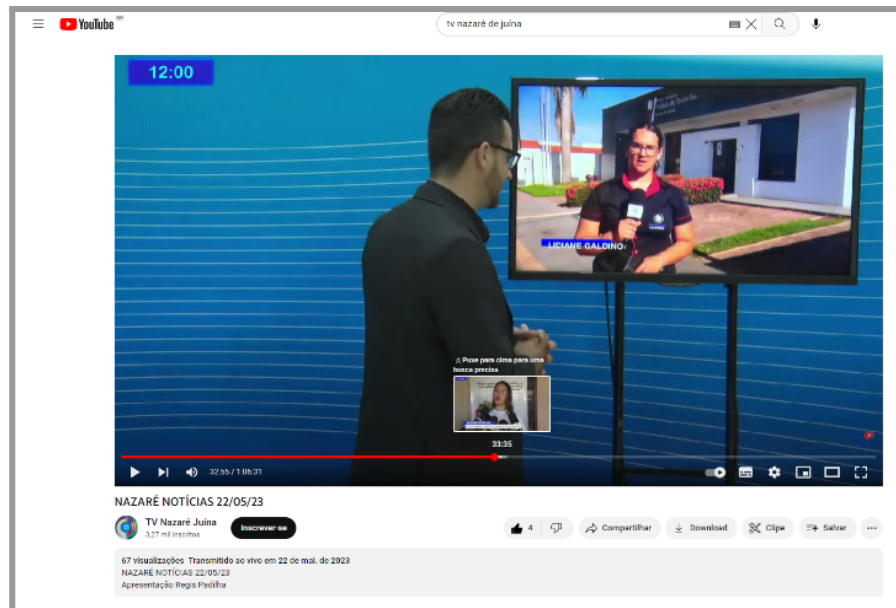 YouTube BR
tv nazaré de juína
12:00
LIDIANE GALDINO
Puxe para cima para uma
busca precisa
33:35
32:55 / 1:06:31
NAZARÉ NOTÍCIAS 22/05/23
TV Nazaré Juína
3,27 mil inscritos
Inscrever-se
4
Compartilhar
Download
Clipe
Salvar
67 visualizações Transmitido ao vivo em 22 de mai. de 2023
NAZARÉ NOTÍCIAS 22/05/23
Apresentação Regis Padilha